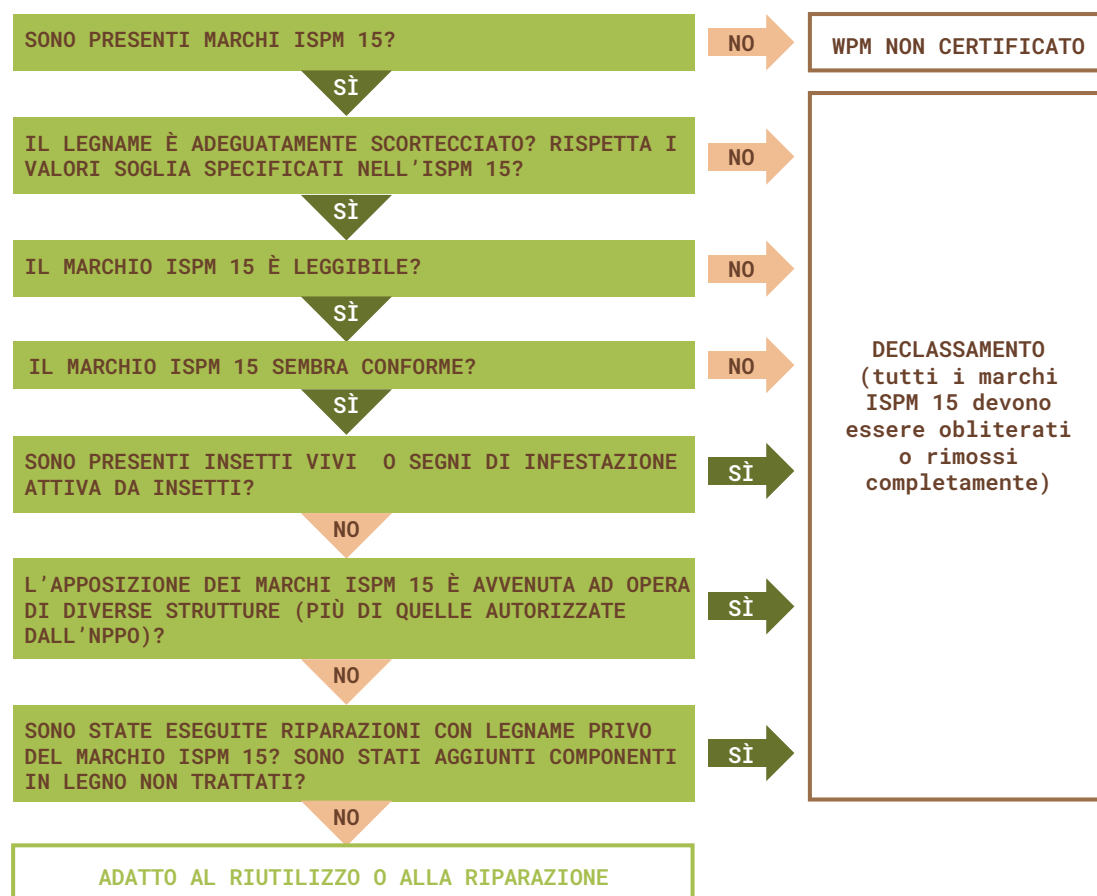 SONO PRESENTI MARCHI ISPM 15?
NO
WPM NON CERTIFICATO
SÌ
IL LEGNAME È ADEGUATAMENTE SCORTECCIATO? RISPETTA I
VALORI SOGLIA SPECIFICATI NELL'ISPM 15?
NO
SÌ
IL MARCHIO ISPM 15 È LEGGIBILE?
NO
SÌ
IL MARCHIO ISPM 15 SEMBRA CONFORME?
NO
SÌ
DECLASSAMENTO
(tutti i marchi
ISPM 15 devono
essere obliterati
o rimossi
completamente)
SONO PRESENTI INSETTI VIVI O SEGNI DI INFESTAZIONE
ATTIVA DA INSETTI?
SÌ
NO
L'APPOSIZIONE DEI MARCHI ISPM 15 È AVVENUTA AD OPERA
DI DIVERSE STRUTTURE (PIÙ DI QUELLE AUTORIZZATE
DALL'NPPO)?
SÌ
NO
SONO STATE ESEGUITE RIPARAZIONI CON LEGNAME PRIVO
DEL MARCHIO ISPM 15? SONO STATI AGGIUNTI COMPONENTI
IN LEGNO NON TRATTATI?
SÌ
NO
ADATTO AL RIUTILIZZO O ALLA RIPARAZIONE